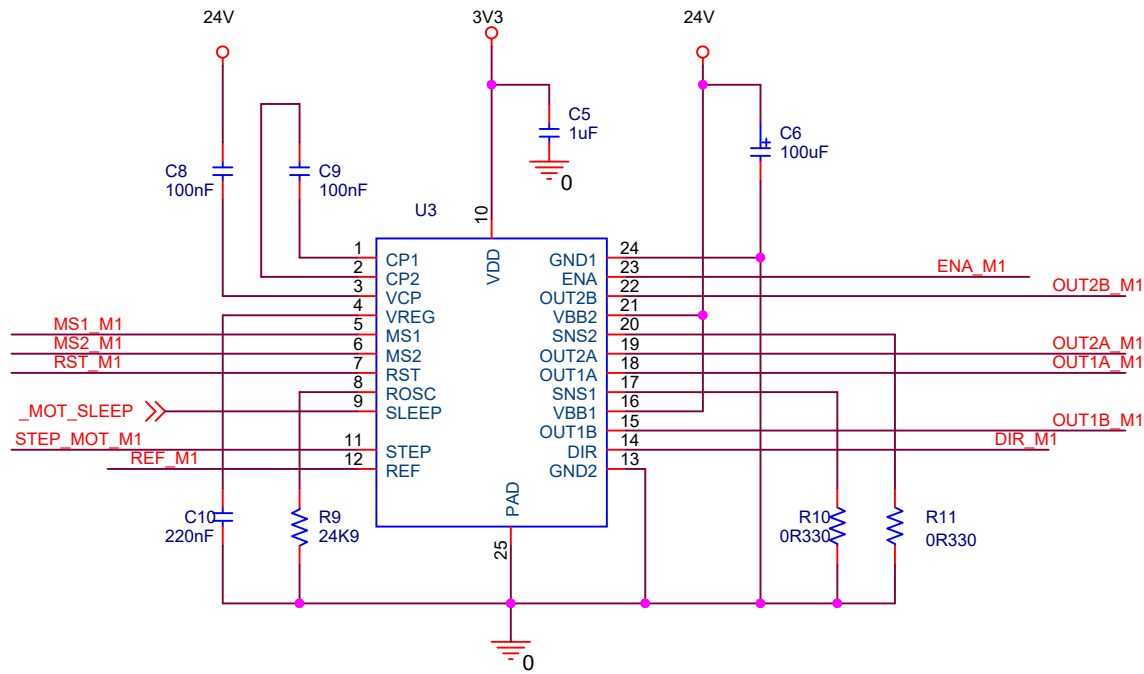 24V
3V3
24V
C5
1uF
0
C6
100uF
C8
100nF
C9
100nF
U3
10
VDD
1
CP1
2
CP2
3
VCP
4
VREG
5
MS1
6
MS2
7
RST
8
ROSC
9
SLEEP
11
STEP
12
REF
24
GND1
23
ENA
22
OUT2B
21
VBB2
20
SNS2
19
OUT2A
18
OUT1A
17
SNS1
16
VBB1
15
OUT1B
14
DIR
13
GND2
PAD
25
MS1_M1
MS2_M1
RST_M1
_MOT_SLEEP
STEP_MOT_M1
REF_M1
ENA_M1
OUT2B_M1
OUT2A_M1
OUT1A_M1
OUT1B_M1
DIR_M1
C10
220nF
R9
24K9
R10
0R330
R11
0R330
0